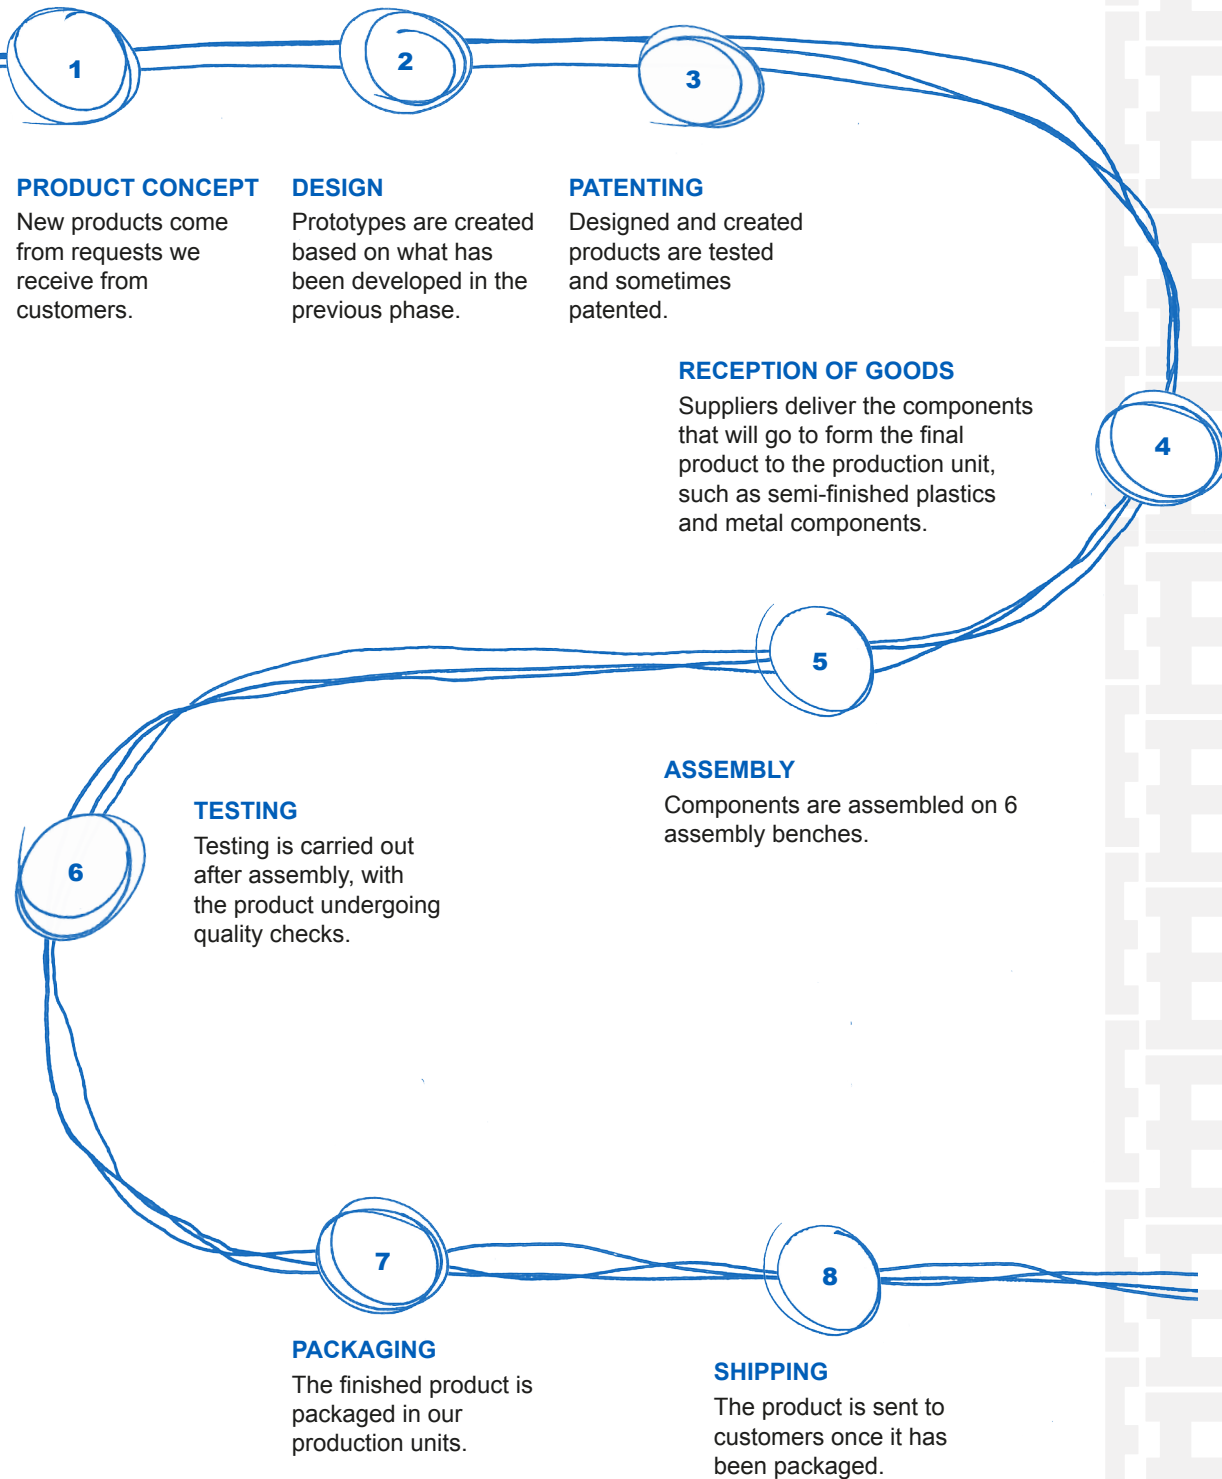 1
2
3
PRODUCT CONCEPT
New products come
from requests we
receive from
customers.
DESIGN
Prototypes are created
based on what has
been developed in the
previous phase.
PATENTING
Designed and created
products are tested
and sometimes
patented.
4
RECEPTION OF GOODS
Suppliers deliver the components
that will go to form the final
product to the production unit,
such as semi-finished plastics
and metal components.
5
ASSEMBLY
Components are assembled on 6
assembly benches.
6
TESTING
Testing is carried out
after assembly, with
the product undergoing
quality checks.
7
PACKAGING
The finished product is
packaged in our
production units.
8
SHIPPING
The product is sent to
customers once it has
been packaged.